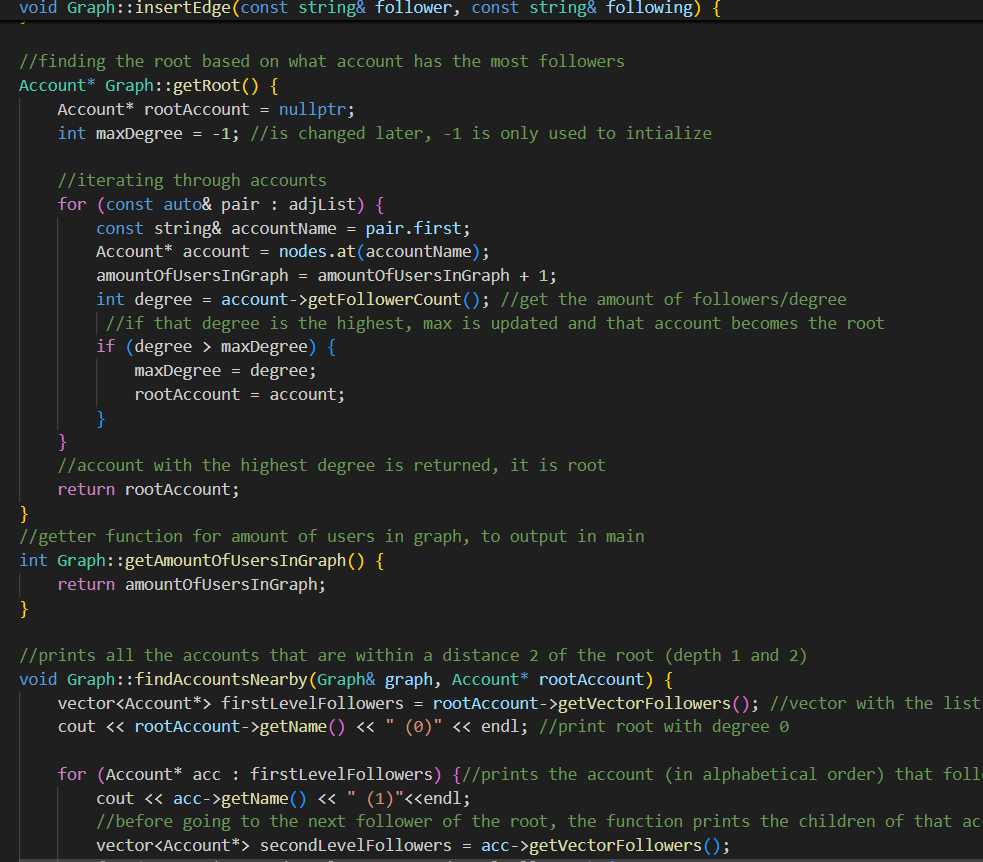 void Graph::insertEdge(const string& follower, const string& following) {
//finding the root based on what account has the most followers
Account* Graph::getRoot() {
    Account* rootAccount = nullptr;
    int maxDegree = -1; //is changed later, -1 is only used to intialize
    //iterating through accounts
    for (const auto& pair : adjList) {
        const string& accountName = pair.first;
        Account* account = nodes.at(accountName);
        amountOfUsersInGraph = amountOfUsersInGraph + 1;
        int degree = account->getFollowerCount(); //get the amount of followers/degree
         //if that degree is the highest, max is updated and that account becomes the root
        if (degree > maxDegree) {
            maxDegree = degree;
            rootAccount = account;
        }
    }
    //account with the highest degree is returned, it is root
    return rootAccount;
}
//getter function for amount of users in graph, to output in main
int Graph::getAmountOfUsersInGraph() {
    return amountOfUsersInGraph;
}
//prints all the accounts that are within a distance 2 of the root (depth 1 and 2)
void Graph::findAccountsNearby(Graph& graph, Account* rootAccount) {
    vector<Account*> firstLevelFollowers = rootAccount->getVectorFollowers(); //vector with the list
    cout << rootAccount->getName() << " (0)" << endl; //print root with degree 0
    for (Account* acc : firstLevelFollowers) {//prints the account (in alphabetical order) that foll
        cout << acc->getName() << " (1)"<<endl;
        //before going to the next follower of the root, the function prints the children of that ac
        vector<Account*> secondLevelFollowers = acc->getVectorFollowers();